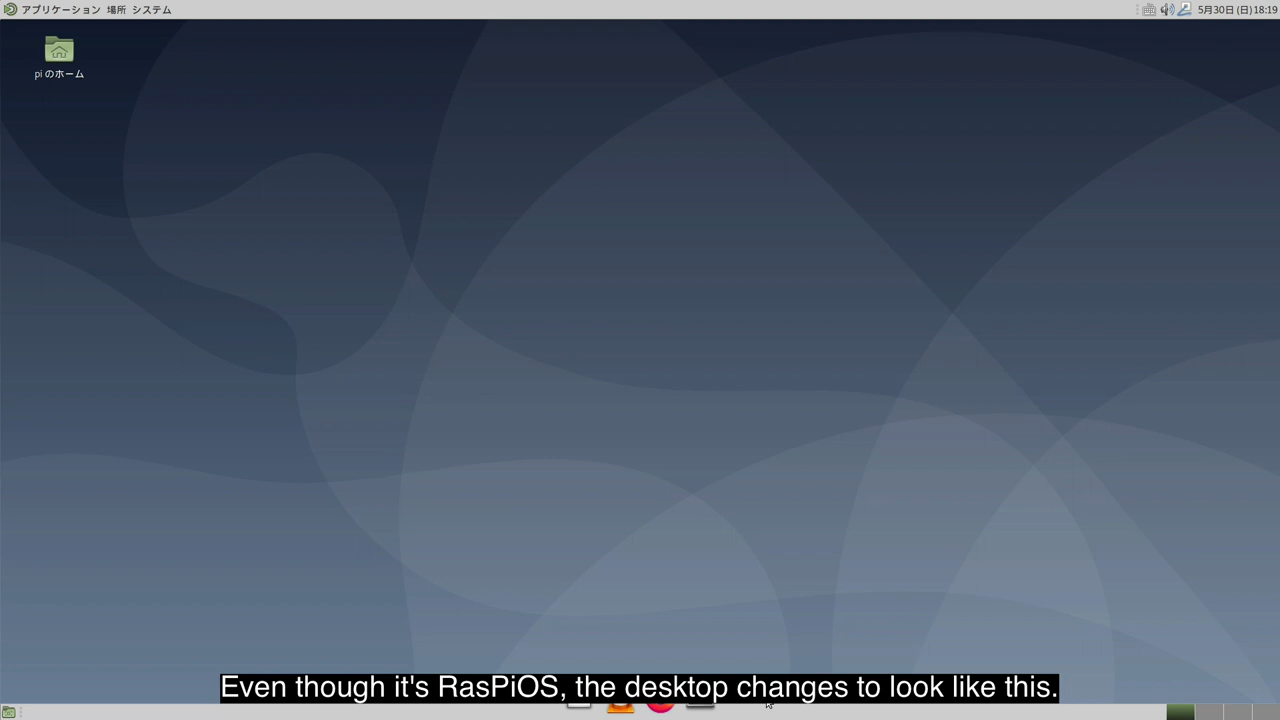 アプリケーション 場所 システム
5月30日 (日) 18:19
pi のホーム
Even though it's RasPiOS, the desktop changes to look like this.